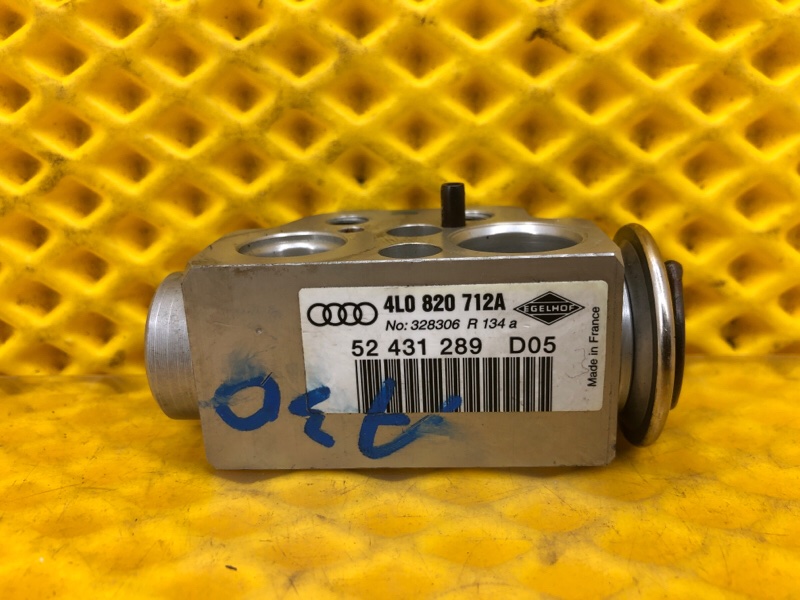 4L0 820 712A
EGELHOF
No: 328306 R 134 a
52 431 289 D05
Made in France